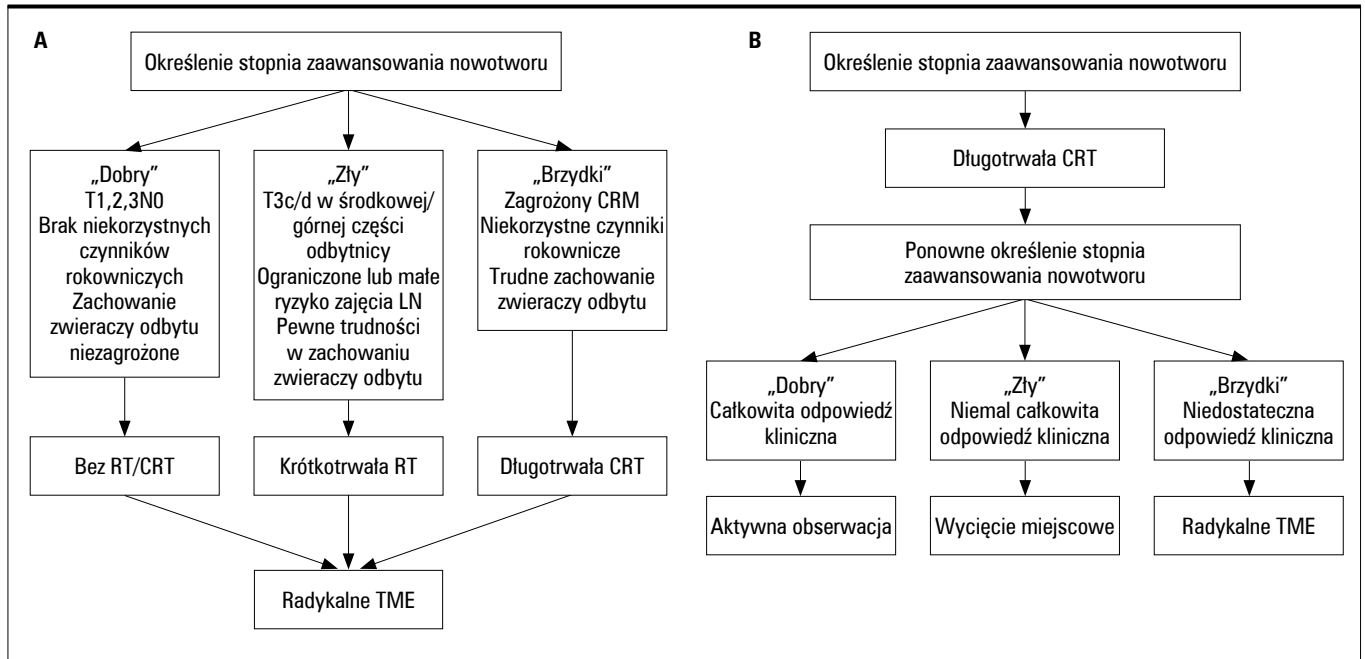 A
Określenie stopnia zaawansowania nowotworu
„Dobry”
T1,2,3N0
Brak niekorzystnych
czynników
rokowniczych
Zachowanie
zwieraczy odbytu
niezagrożone
„Zły”
T3c/d w środkowej/
górnej części
odbytnicy
Ograniczone lub małe
ryzyko zajęcia LN
Pewne trudności
w zachowaniu
zwieraczy odbytu
„Brzydki”
Zagrożony CRM
Niekorzystne czynniki
rokownicze
Trudne zachowanie
zwieraczy odbytu
Bez RT/CRT
Krótkotrwała RT
Długotrwała CRT
Radykalne TME
B
Określenie stopnia zaawansowania nowotworu
Długotrwała CRT
Ponowne określenie stopnia
zaawansowania nowotworu
„Dobry”
Całkowita odpowiedź
kliniczna
„Zły”
Niemal całkowita
odpowiedź kliniczna
„Brzydki”
Niedostateczna
odpowiedź kliniczna
Aktywna obserwacja
Wycięcie miejscowe
Radykalne TME